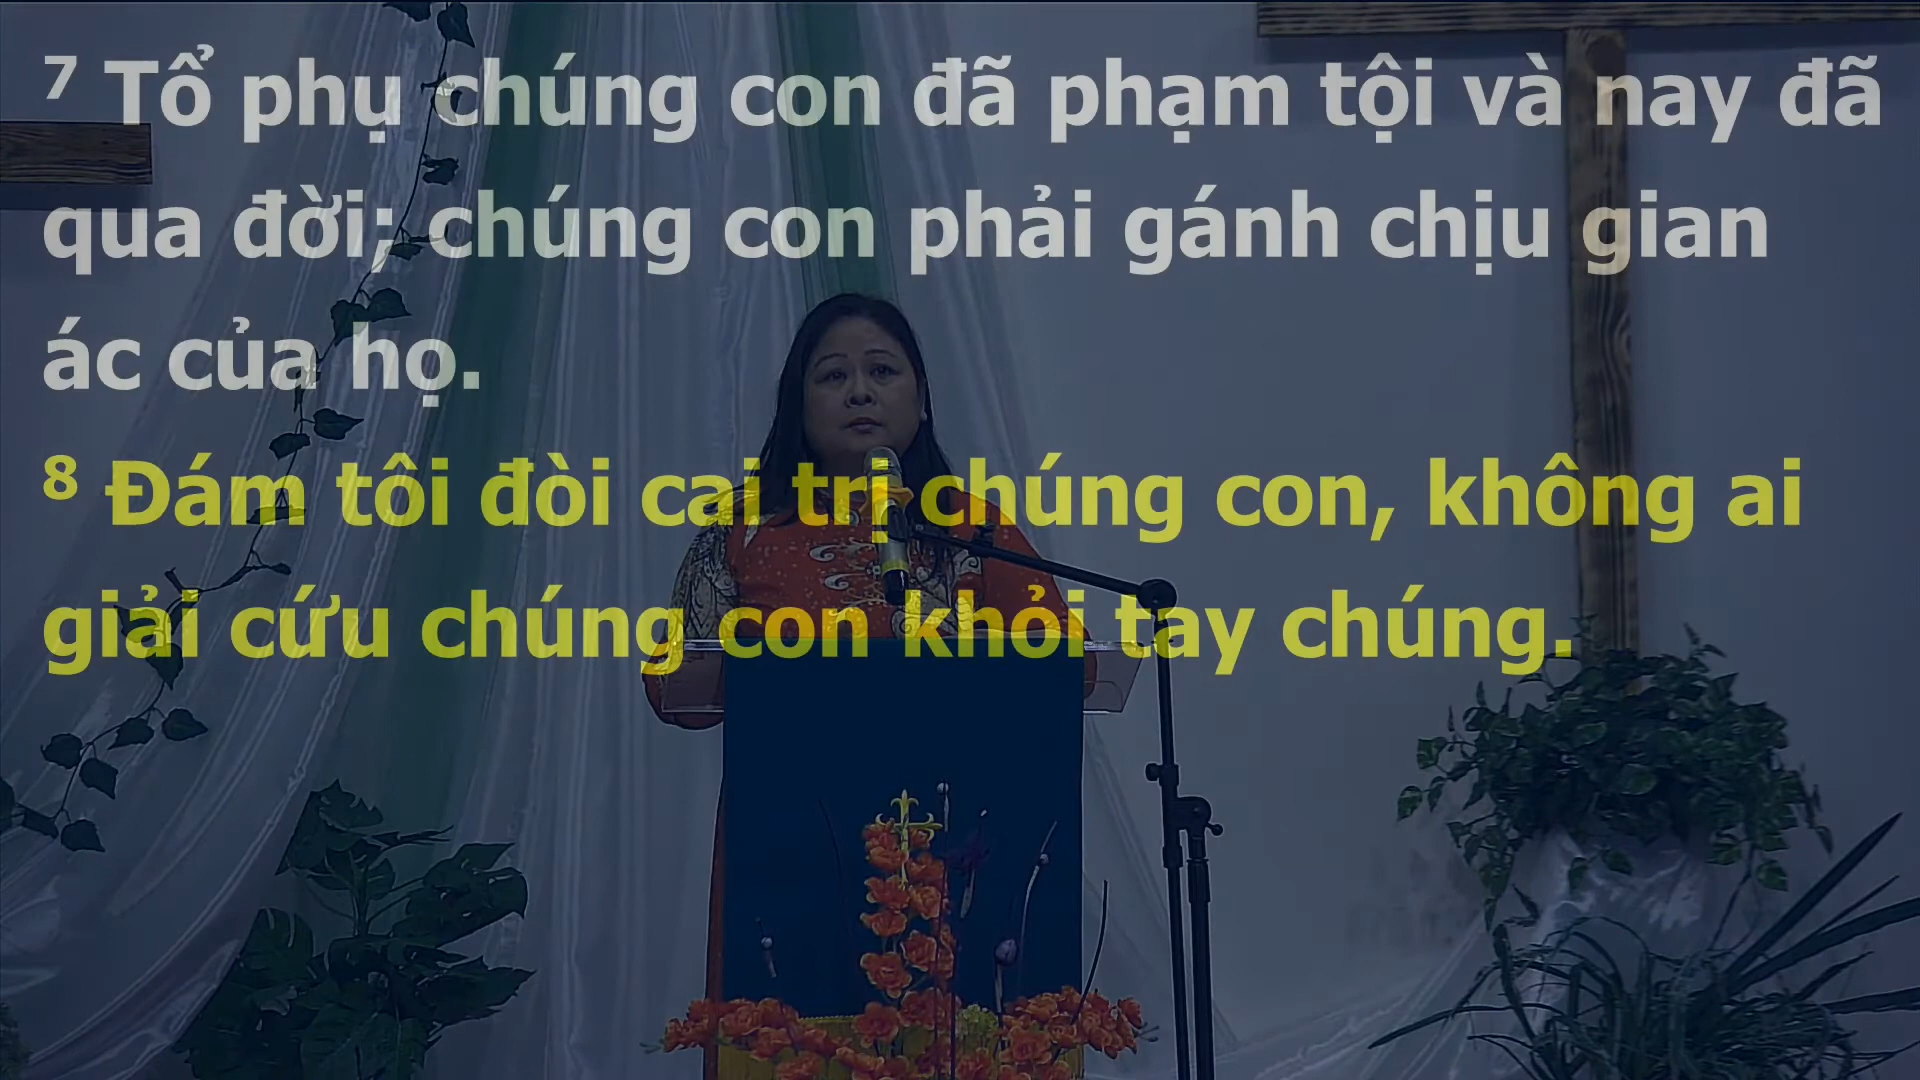 7 Tổ phụ chúng con đã phạm tội và nay đã
qua đời; chúng con phải gánh chịu gian
ác của họ.
8 Đám tôi đòi cai trị chúng con, không ai
giải cứu chúng con khỏi tay chúng.